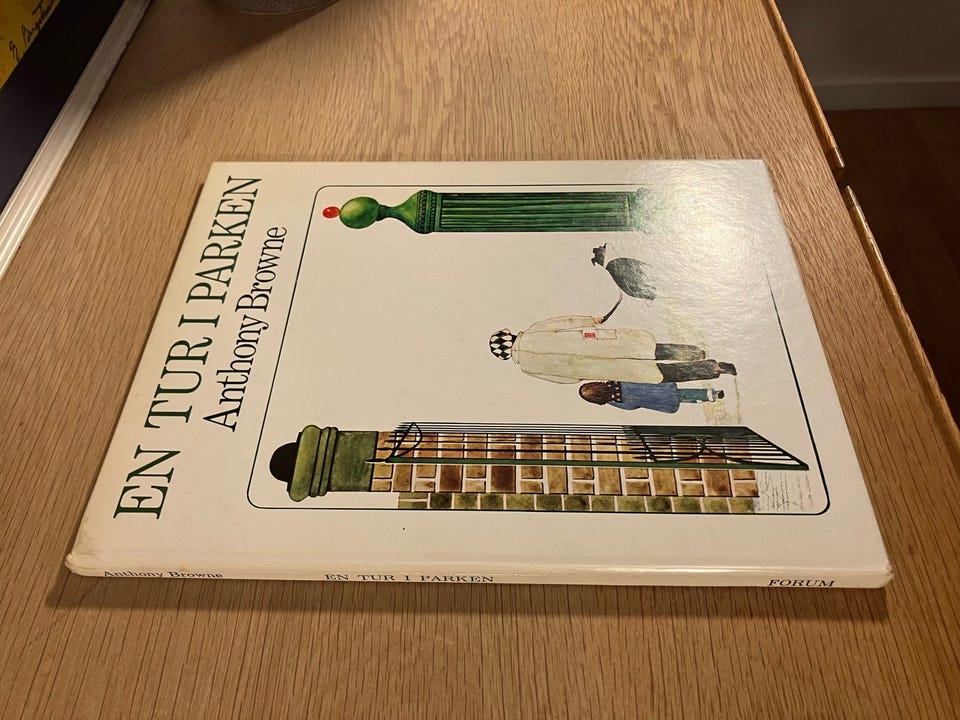 EN TUR I PARKEN
Anthony Browne
Anthony Browne EN TUR I PARKEN FORUM